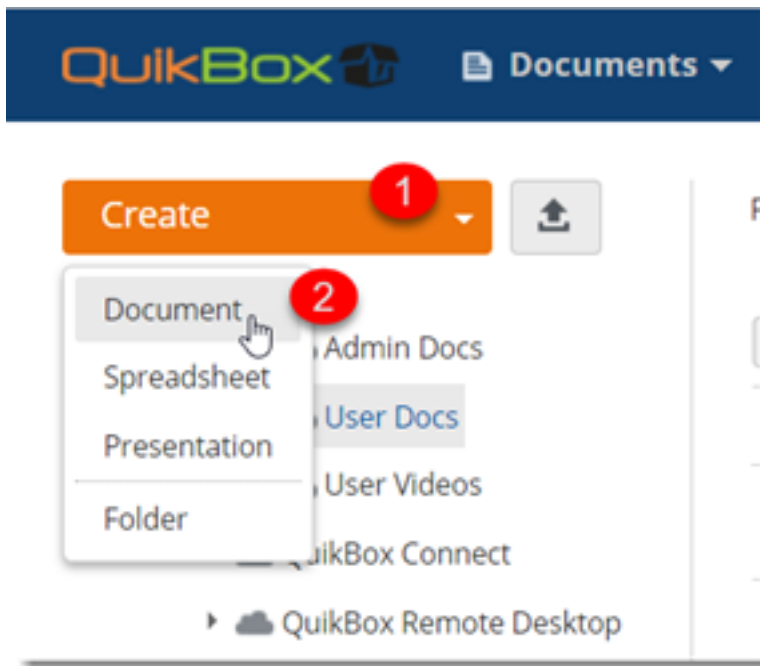 QuikBox Documents
Create 1
Document 2
Admin Docs
Spreadsheet
User Docs
Presentation
User Videos
Folder
QuikBox Connect
QuikBox Remote Desktop